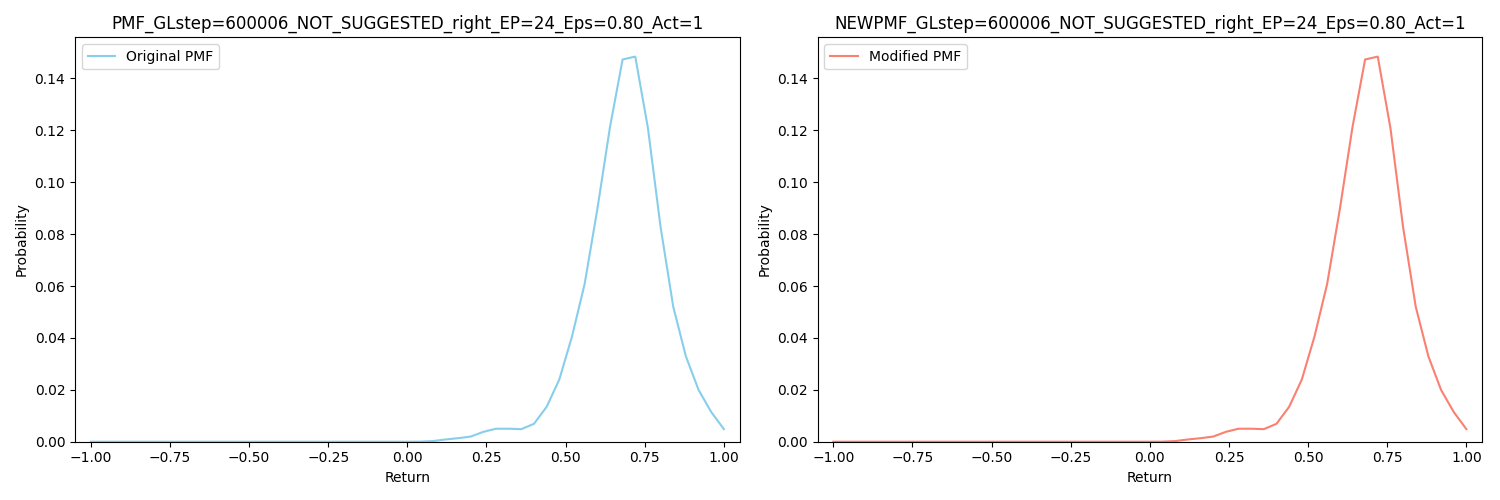 PMF_GLstep=600006_NOT_SUGGESTED_right_EP=24_Eps=0.80_Act=1
Original PMF
0.14
0.12
0.10
0.08
0.06
0.04
0.02
0.00
Probability
−1.00 −0.75 −0.50 −0.25 0.00 0.25 0.50 0.75 1.00
Return
NEWPMF_GLstep=600006_NOT_SUGGESTED_right_EP=24_Eps=0.80_Act=1
Modified PMF
0.14
0.12
0.10
0.08
0.06
0.04
0.02
0.00
Probability
−1.00 −0.75 −0.50 −0.25 0.00 0.25 0.50 0.75 1.00
Return